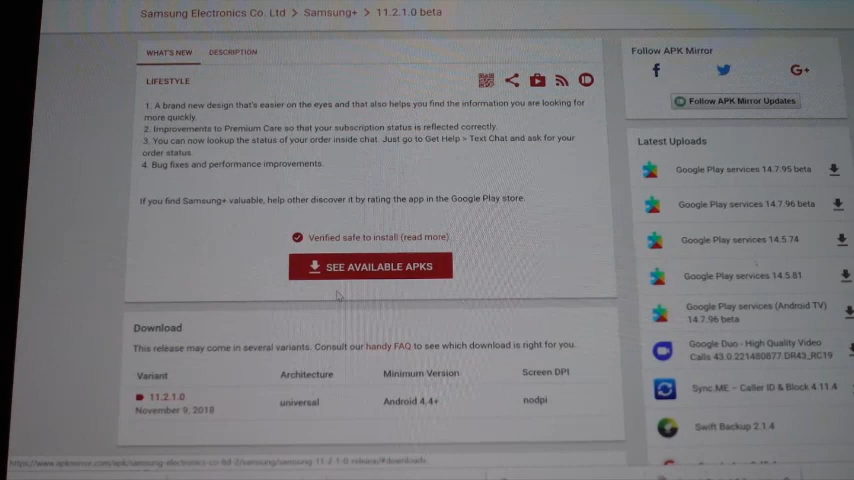 Samsung Electronics Co. Ltd > Samsung+ > 11.2.1.0 beta
WHAT'S NEW
DESCRIPTION
LIFESTYLE
1. A brand new design that's easier on the eyes and that also helps you find the information you are looking for
more quickly.
2. Improvements to Premium Care so that your subscription status is reflected correctly.
3. You can now lookup the status of your order inside chat. Just go to Get Help > Text Chat and ask for your
order status.
4. Bug fixes and performance improvements.
If you find Samsung+ valuable, help other discover it by rating the app in the Google Play store.
Verified safe to install (read more)
SEE AVAILABLE APKS
Download
This release may come in several variants. Consult our handy FAQ to see which download is right for you.
Variant Architecture Minimum Version Screen DPI
11.2.1.0
November 9, 2018
universal Android 4.4+ nodpi
Follow APK Mirror
f
G+
Follow APK Mirror Updates
Latest Uploads
Google Play services 14.7.95 beta
Google Play services 14.7.96 beta
Google Play services 14.5.74
Google Play services 14.5.81
Google Play services (Android TV)
14.7.96 beta
Google Duo - High Quality Video
Calls 43.0.221480877.DR43_RC19
Sync.ME – Caller ID & Block 4.11.4
Swift Backup 2.1.4